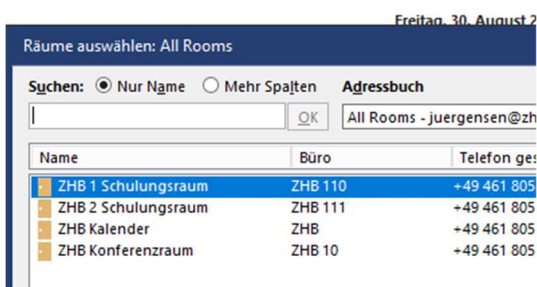 Freitag, 30. August 2
Räume auswählen: All Rooms
Suchen: Nur Name Mehr Spalten Adressbuch
OK All Rooms - juergensen@zh
Name Büro Telefon ges
ZHB 1 Schulungsraum ZHB 110 +49 461 805
ZHB 2 Schulungsraum ZHB 111 +49 461 805
ZHB Kalender ZHB +49 461 805
ZHB Konferenzraum ZHB 10 +49 461 805